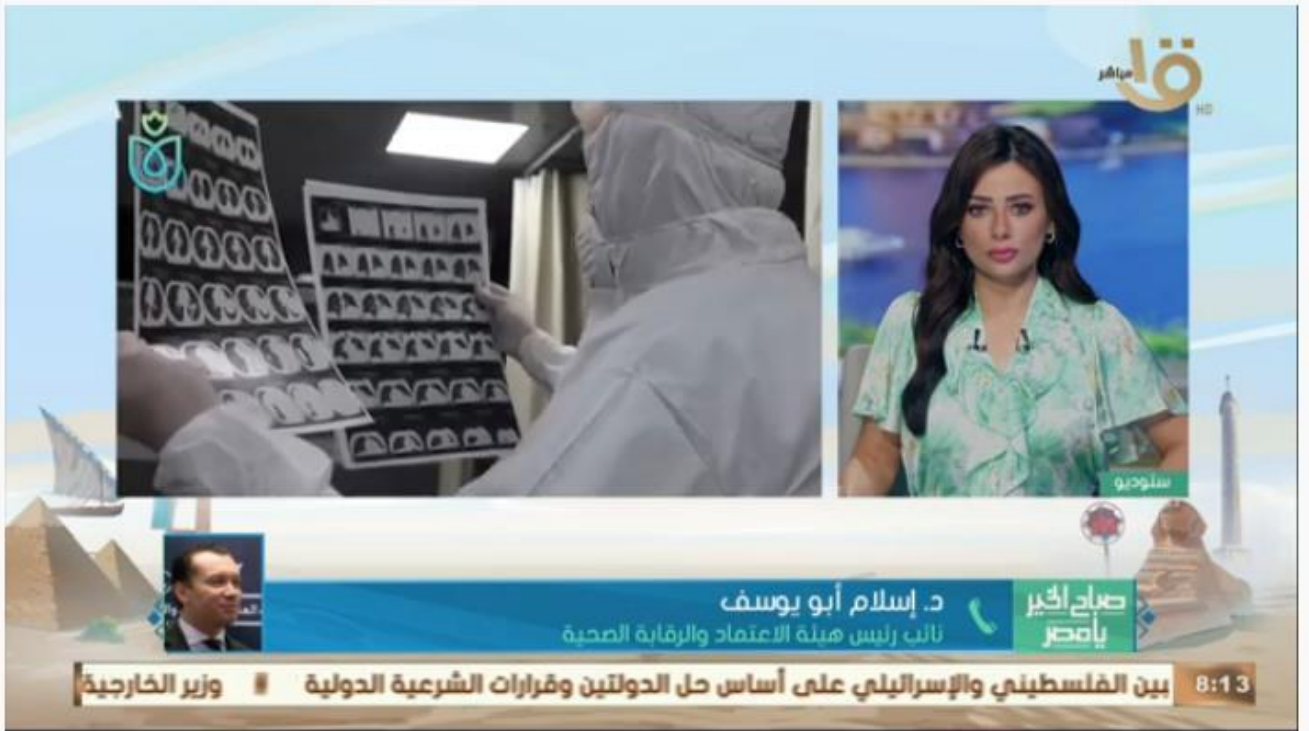 مباشر
HD
ستوديو
صباح الخير
يا مصر
د. إسلام أبو يوسف
نائب رئيس هيئة الاعتماد والرقابة الصحية
8:13
بين الفلسطيني والإسرائيلي على أساس حل الدولتين وقرارات الشرعية الدولية
وزير الخارجية